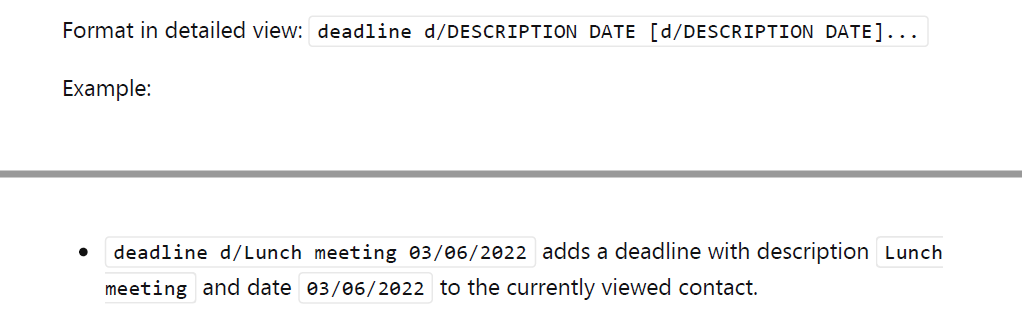 Format in detailed view: deadline d/DESCRIPTION DATE [d/DESCRIPTION DATE]...
Example:
• deadline d/Lunch meeting 03/06/2022 adds a deadline with description Lunch
meeting and date 03/06/2022 to the currently viewed contact.